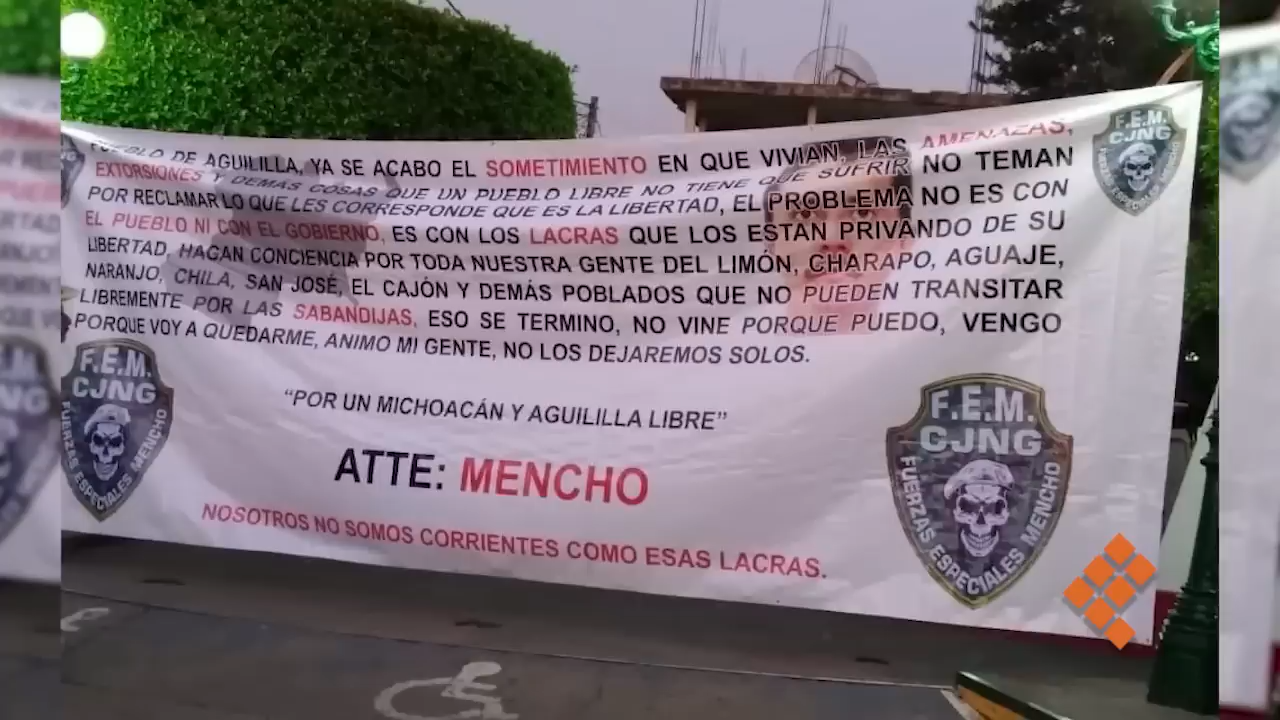 PUEBLO DE AGUILILLA, YA SE ACABO EL SOMETIMIENTO EN QUE VIVIAN, LAS AMENAZAS,
EXTORSIONES Y DEMAS COSAS QUE UN PUEBLO LIBRE NO TIENE QUE SUFRIR NO TEMAN
POR RECLAMAR LO QUE LES CORRESPONDE QUE ES LA LIBERTAD, EL PROBLEMA NO ES CON
EL PUEBLO NI CON EL GOBIERNO, ES CON LOS LACRAS QUE LOS ESTAN PRIVANDO DE SU
LIBERTAD, HAGAN CONCIENCIA POR TODA NUESTRA GENTE DEL LIMÓN, CHARAPO, AGUAJE,
NARANJO, CHILA, SAN JOSÉ, EL CAJÓN Y DEMÁS POBLADOS QUE NO PUEDEN TRANSITAR
LIBREMENTE POR LAS SABANDIJAS, ESO SE TERMINO, NO VINE PORQUE PUEDO, VENGO
PORQUE VOY A QUEDARME, ANIMO MI GENTE, NO LOS DEJAREMOS SOLOS.
“POR UN MICHOACÁN Y AGUILILLA LIBRE”
ATTE: MENCHO
NOSOTROS NO SOMOS CORRIENTES COMO ESAS LACRAS.
F.E.M.
CJNG
FUERZAS ESPECIALES MENCHO
F.E.M.
CJNG
FUERZAS ESPECIALES MENCHO
F.E.M.
CJNG
FUERZAS ESPECIALES MENCHO